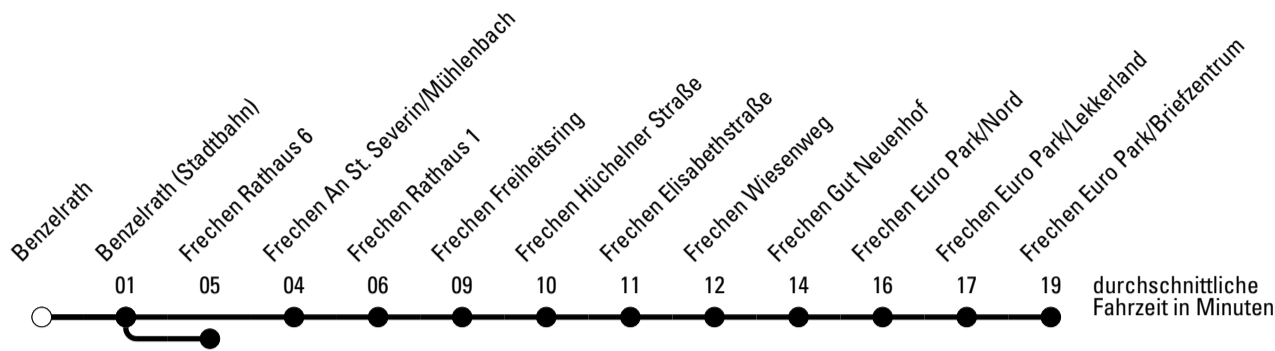 Benzelrath
Benzelrath (Stadtbahn)
Frechen Rathaus 6
Frechen An St. Severin/Mühlenbach
Frechen Rathaus 1
Frechen Freiheitsring
Frechen Hüchelner Straße
Frechen Elisabethstraße
Frechen Wiesenweg
Frechen Gut Neuenhof
Frechen Euro Park/Nord
Frechen Euro Park/Lekkerland
Frechen Euro Park/Briefzentrum
01 05 04 06 09 10 11 12 14 16 17 19
durchschnittliche
Fahrzeit in Minuten